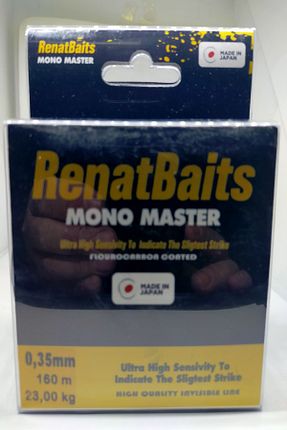 RenatBaits
MONO MASTER
MADE IN
JAPAN
RenatBaits
MONO MASTER
Ultra High Sensivity To Indicate The Sligtest Strike
FLOUROCARBON COATED
MADE IN
JAPAN
0,35mm
160 m
23,00 kg
Ultra High Sensivity To
Indicate The Sligtest Strike
HIGH QUALITY INVISIBLE LINE